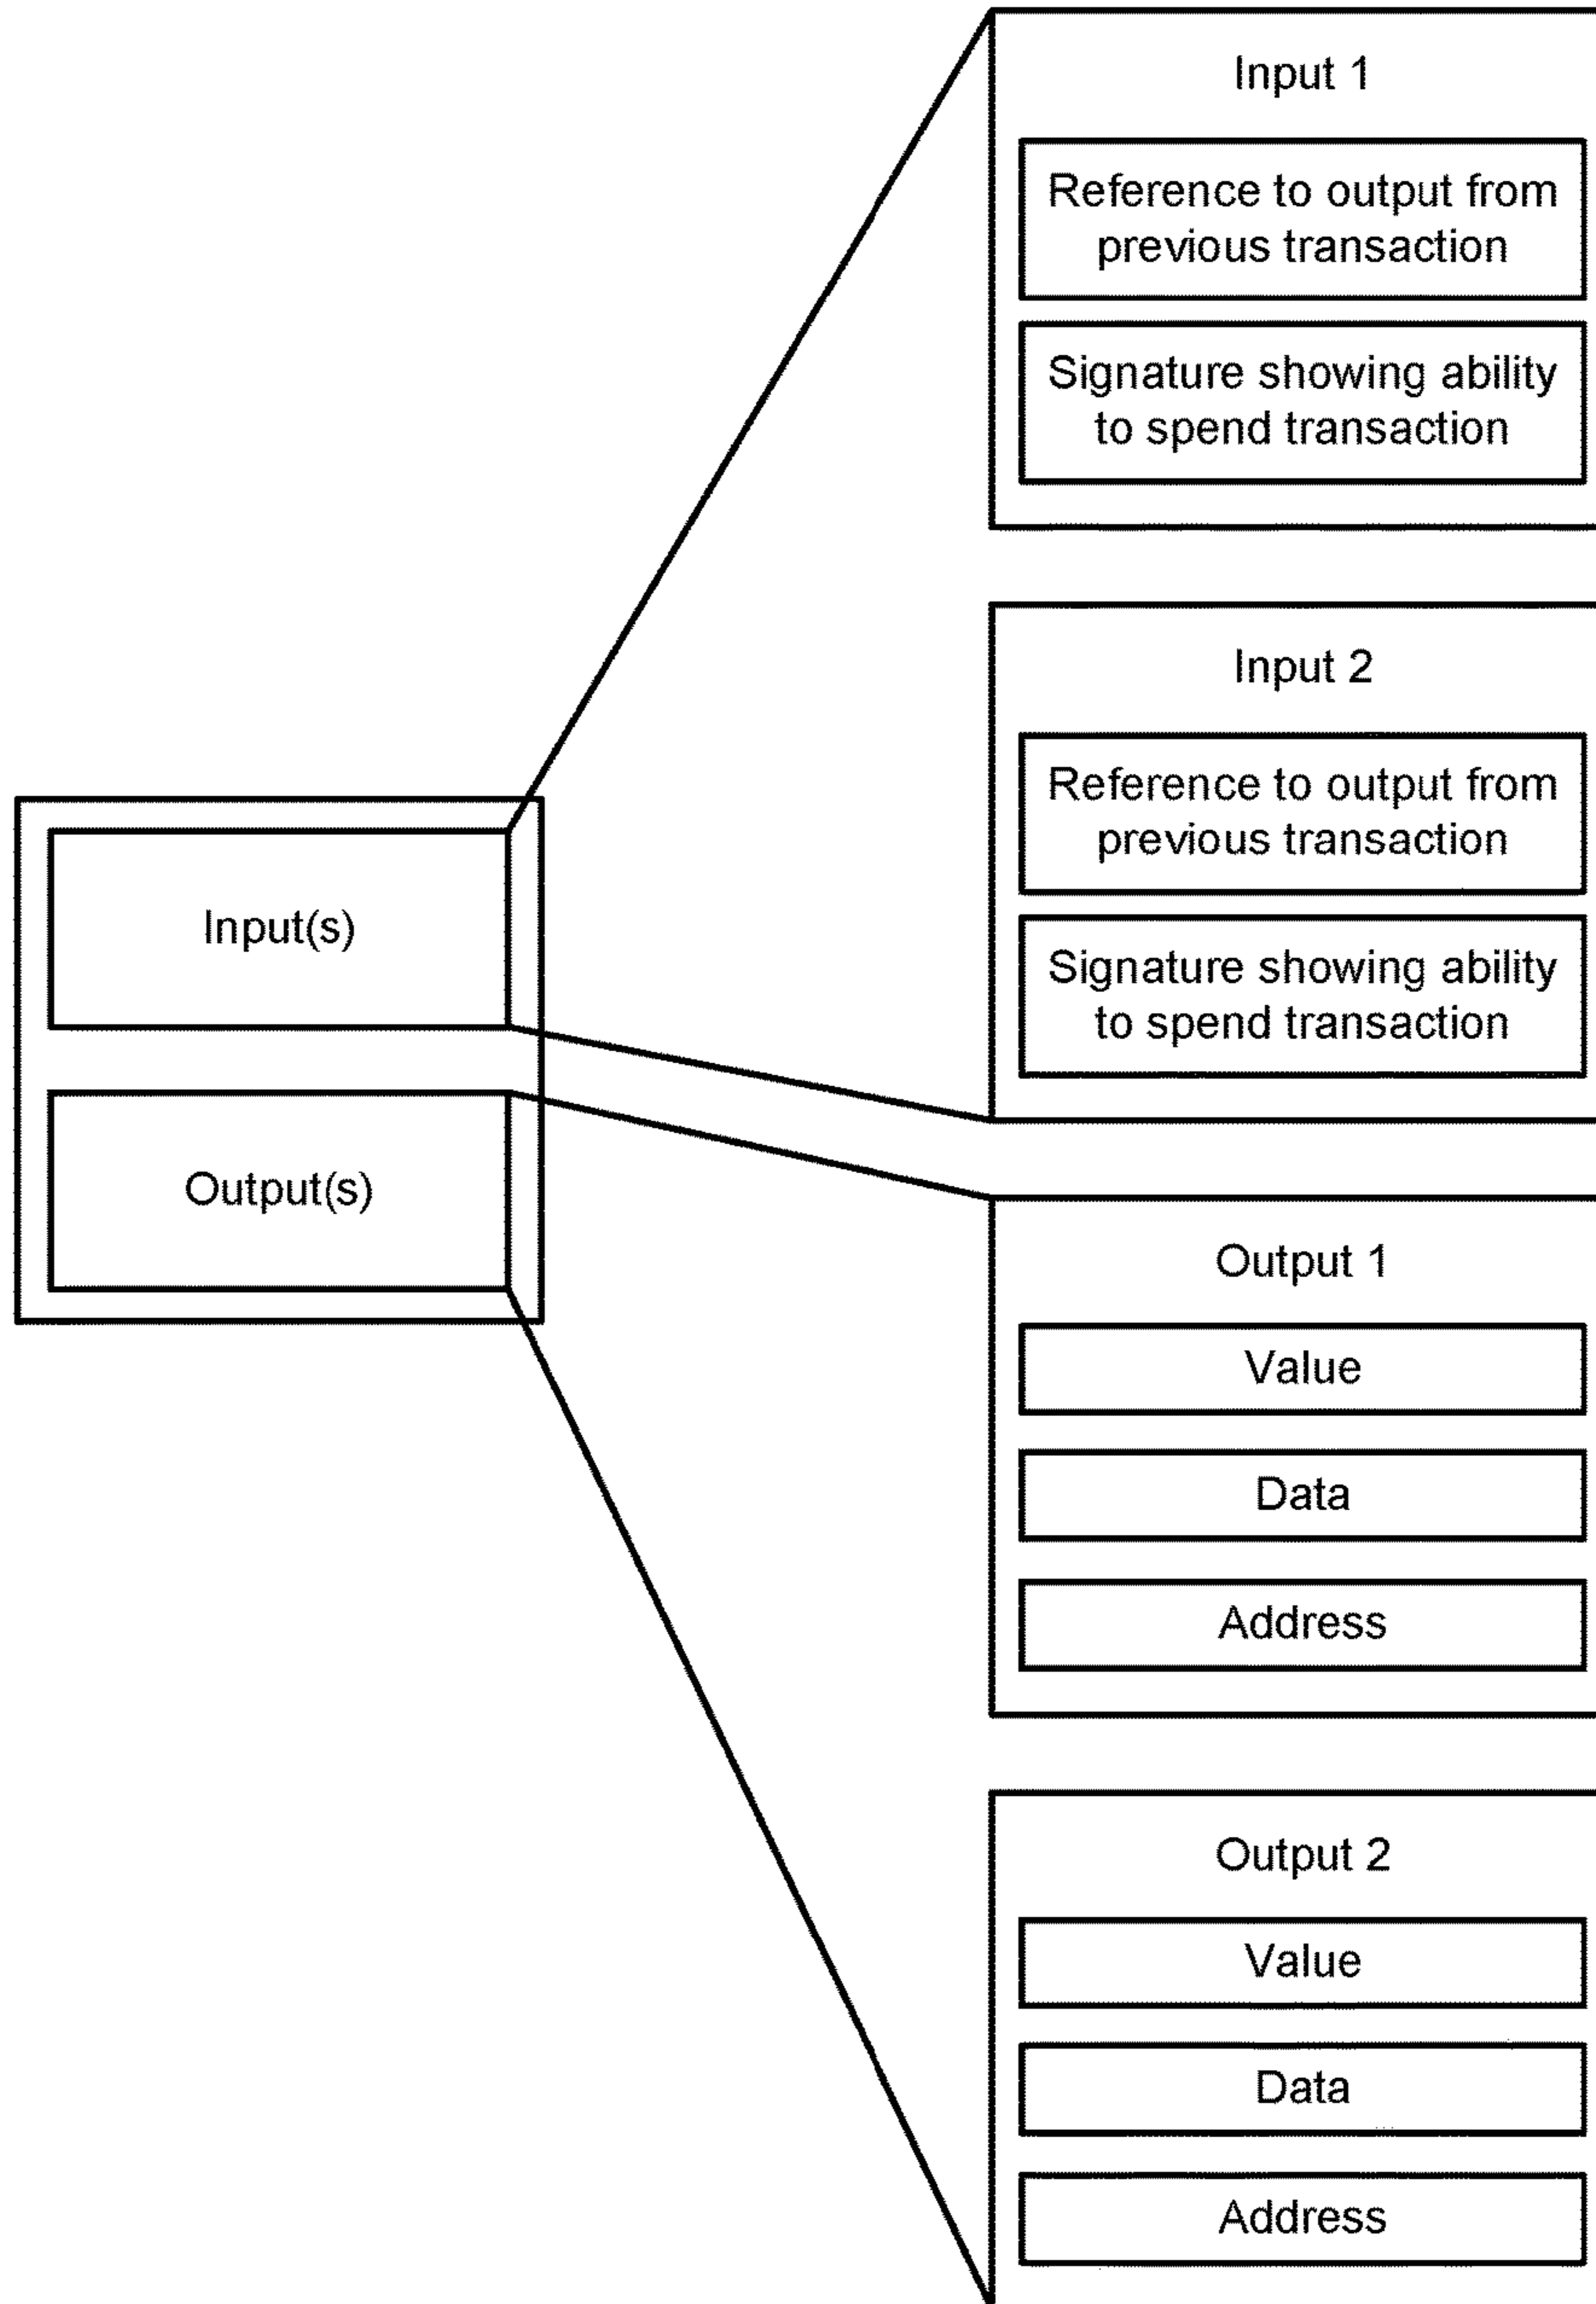 Input 1
Reference to output from
previous transaction
Signature showing ability
to spend transaction
Input 2
Reference to output from
previous transaction
Signature showing ability
to spend transaction
Input(s)
Output(s)
Output 1
Value
Data
Address
Output 2
Value
Data
Address